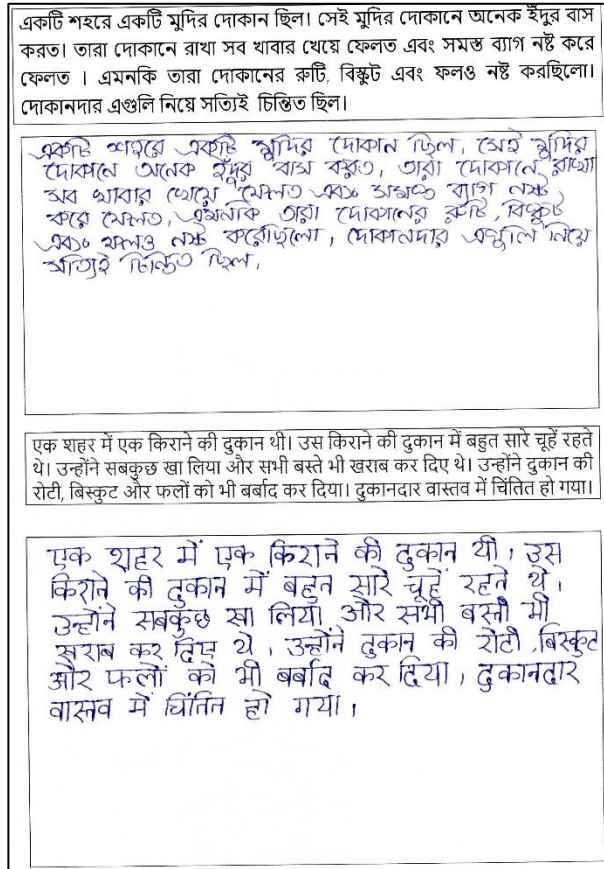 একটি শহরে একটি মুদির দোকান ছিল। সেই মুদির দোকানে অনেক ইঁদুর বাস
করত। তারা দোকানে রাখা সব খাবার খেয়ে ফেলত এবং সমস্ত ব্যাগ নষ্ট করে
ফেলত । এমনকি তারা দোকানের রুটি, বিস্কুট এবং ফলও নষ্ট করছিলো।
দোকানদার এগুলি নিয়ে সত্যিই চিন্তিত ছিল।
একটি শহরে একটি মুদির দোকান ছিল, সেই মুদির
দোকানে অনেক ইঁদুর বাস করত, তারা দোকানে রাখা
সব খাবার খেয়ে ফেলত এবং সমস্ত ব্যাগ নষ্ট
করে ফেলত, এমনকি তারা দোকানের রুটি, বিস্কুট
এবং ফলও নষ্ট করেছিলো, দোকানদার এগুলি নিয়ে
সত্যিই চিন্তিত ছিল,
एक शहर में एक किराने की दुकान थी। उस किराने की दुकान में बहुत सारे चूहें रहते
थे। उन्होंने सबकुछ खा लिया और सभी बस्ते भी खराब कर दिए थे। उन्होंने दुकान की
रोटी, बिस्कुट और फलों को भी बर्बाद कर दिया। दुकानदार वास्तव में चिंतित हो गया।
एक शहर में एक किराने की दुकान थी। उस
किराने की दुकान में बहुत सारे चूहें रहते थे।
उन्होंने सबकुछ खा लिया और सभी बस्ते भी
खराब कर दिए थे। उन्होंने दुकान की रोटी, बिस्कुट
और फलों को भी बर्बाद कर दिया, दुकानदार
वास्तव में चिंतित हो गया।